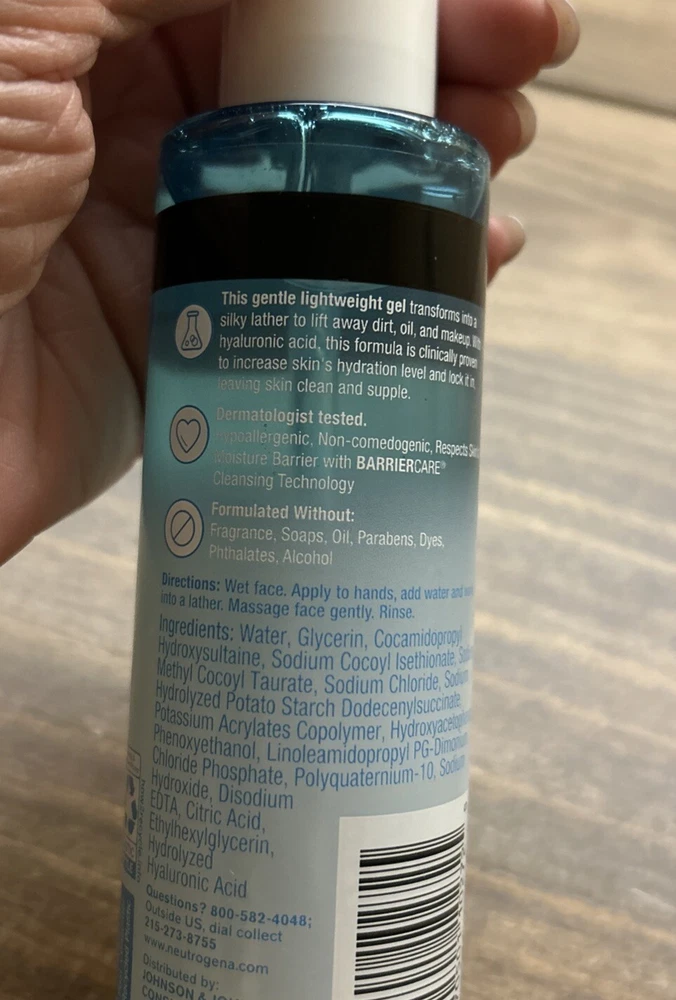 This gentle lightweight gel transforms into a
silky lather to lift away dirt, oil, and makeup. With
hyaluronic acid, this formula is clinically proven
to increase skin's hydration level and lock it in,
leaving skin clean and supple.
Dermatologist tested.
Hypoallergenic, Non-comedogenic, Respects
Moisture Barrier with BARRIERCARE®
Cleansing Technology
Formulated Without:
Fragrance, Soaps, Oil, Parabens, Dyes,
Phthalates, Alcohol
Directions: Wet face. Apply to hands, add water and
into a lather. Massage face gently. Rinse.
Ingredients: Water, Glycerin, Cocamidopropyl
Hydroxysultaine, Sodium Cocoyl Isethionate,
Methyl Cocoyl Taurate, Sodium Chloride,
Hydrolyzed Potato Starch Dodecenylsuccinate,
Potassium Acrylates Copolymer,
Phenoxyethanol, Linoleamidopropyl
Chloride Phosphate, Polyquaternium-10, Sodium
Hydroxide, Disodium
EDTA, Citric Acid,
Ethylhexylglycerin,
Hydrolyzed
Hyaluronic Acid
Questions? 800-582-4048;
Outside US, dial collect
215-273-8755
www.neutrogena.com
Distributed by:
JOHNSON &